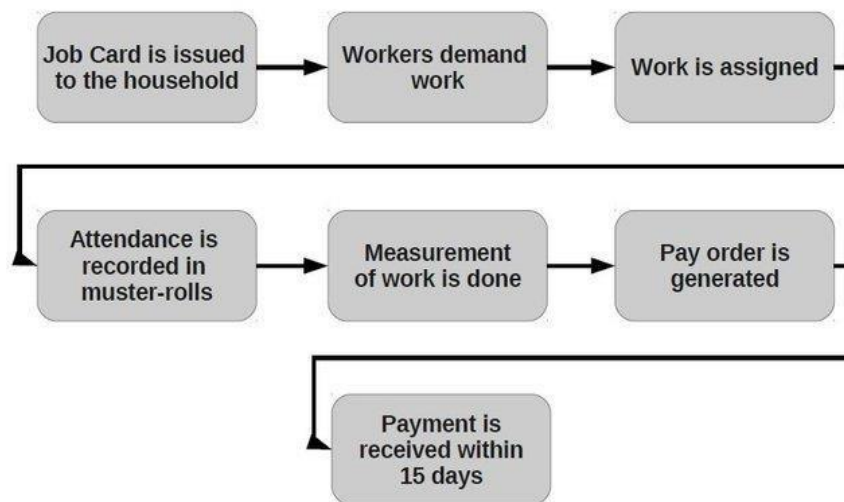 Job Card is issued
to the household
Workers demand
work
Work is assigned
Attendance is
recorded in
muster-rolls
Measurement
of work is done
Pay order is
generated
Payment is
received within
15 days